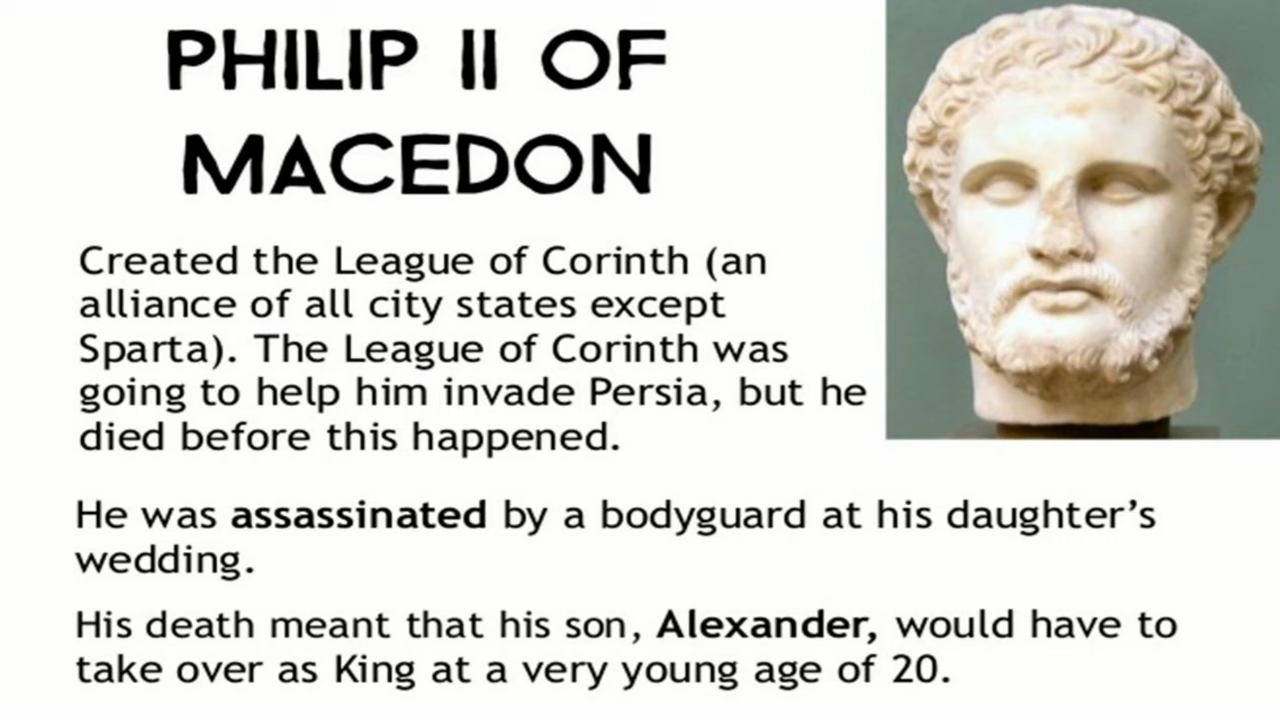 PHILIP II OF
MACEDON
Created the League of Corinth (an
alliance of all city states except
Sparta). The League of Corinth was
going to help him invade Persia, but he
died before this happened.
He was assassinated by a bodyguard at his daughter’s
wedding.
His death meant that his son, Alexander, would have to
take over as King at a very young age of 20.